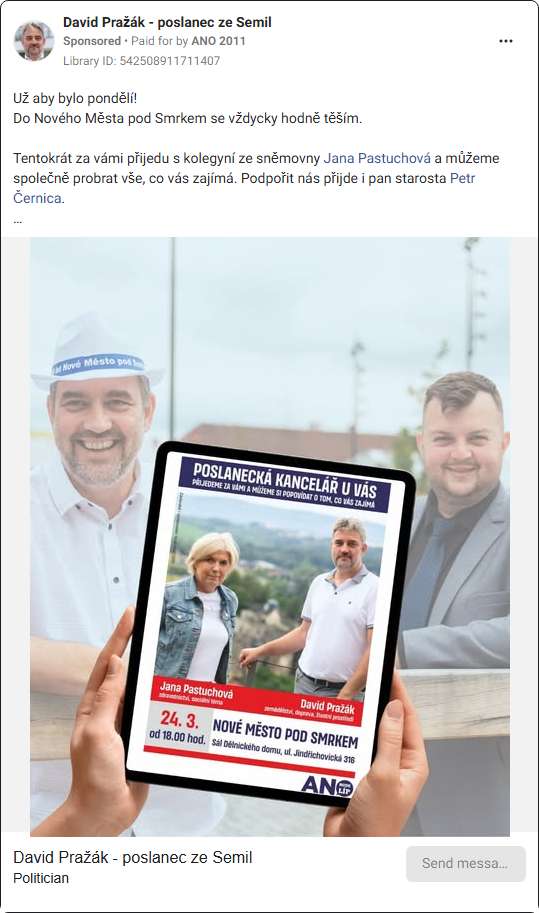 David Pražák - poslanec ze Semil
Sponsored • Paid for by ANO 2011
Library ID: 542508911711407
Už aby bylo pondělí!
Do Nového Města pod Smrkem se vždycky hodně těším.
Tentokrát za vámi přijedu s kolegyní ze sněmovny Jana Pastuchová a můžeme
společně probrat vše, co vás zajímá. Podpořit nás přijde i pan starosta Petr
Černica.
...
Nové Město pod
POSLANECKÁ KANCELÁŘ U VÁS
PŘIJEDEME ZA VÁMI A MŮŽEME SI POPOVÍDAT O TOM, CO VÁS ZAJÍMÁ
Jana Pastuchová
zdravotnictví, sociální téma
David Pražák
zemědělství, doprava, životní prostředí
24. 3.
od 18.00 hod.
NOVÉ MĚSTO POD SMRKEM
Sál Dělnického domu, ul. Jindřichovická 316
ANO
BUDE
LÍP
David Pražák - poslanec ze Semil
Politician
Send messa...